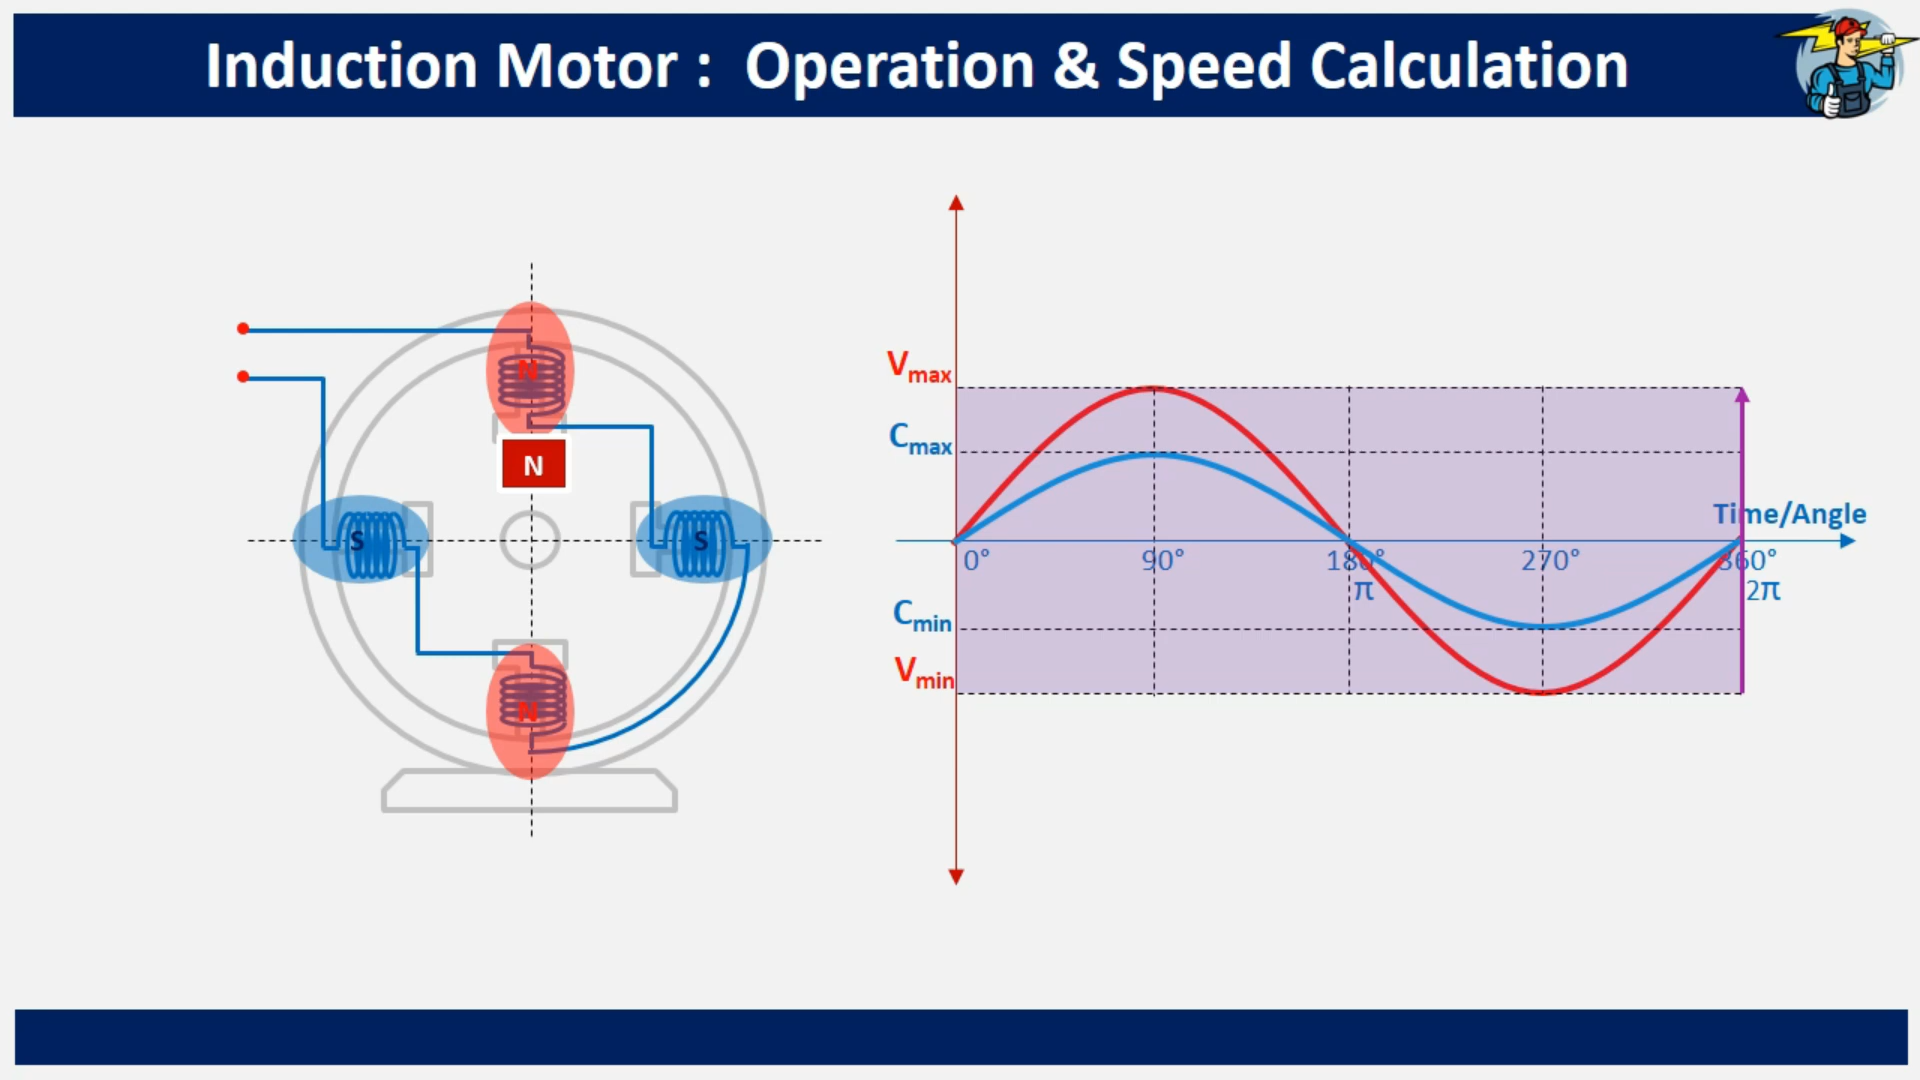 Induction Motor :  Operation & Speed Calculation
N
N
S
S
N
Vmax
Cmax
Time/Angle
0° 90° 180° 270° 360°
π 2π
Cmin
Vmin